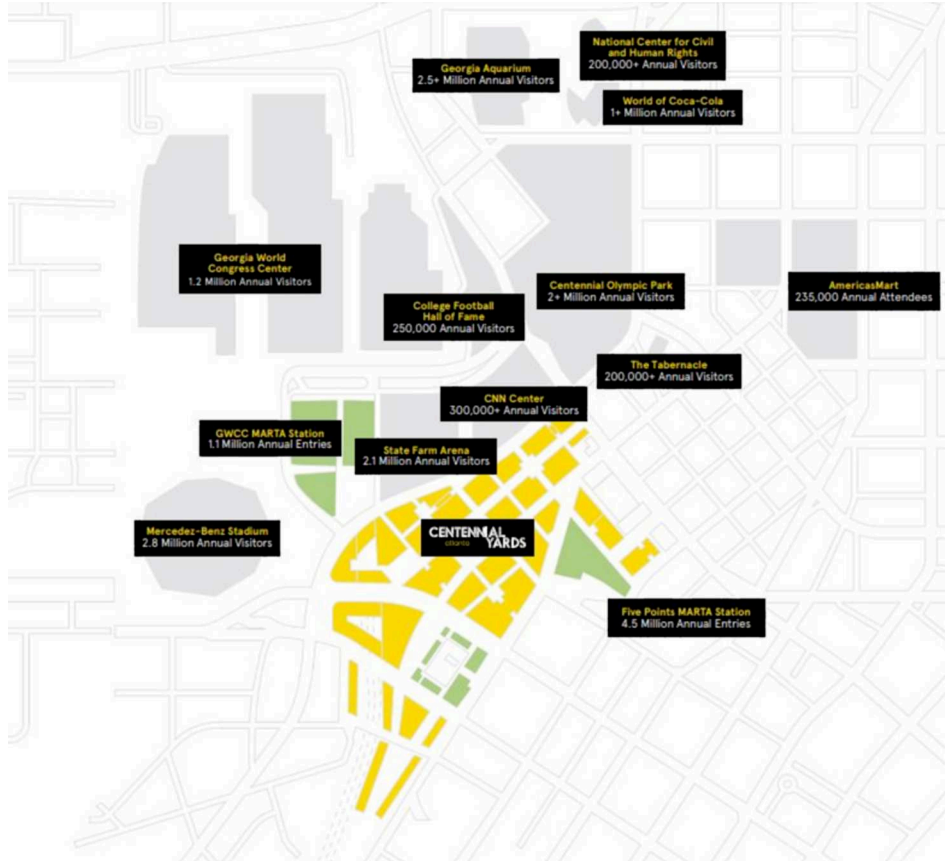 National Center for Civil
and Human Rights
200,000+ Annual Visitors
Georgia Aquarium
2.5+ Million Annual Visitors
World of Coca-Cola
1+ Million Annual Visitors
Georgia World
Congress Center
1.2 Million Annual Visitors
Centennial Olympic Park
2+ Million Annual Visitors
AmericasMart
235,000 Annual Attendees
College Football
Hall of Fame
250,000 Annual Visitors
The Tabernacle
200,000+ Annual Visitors
CNN Center
300,000+ Annual Visitors
GWCC MARTA Station
1.1 Million Annual Entries
State Farm Arena
2.1 Million Annual Visitors
Mercedez-Benz Stadium
2.8 Million Annual Visitors
CENTENNIAL
atlanta YARDS
Five Points MARTA Station
4.5 Million Annual Entries